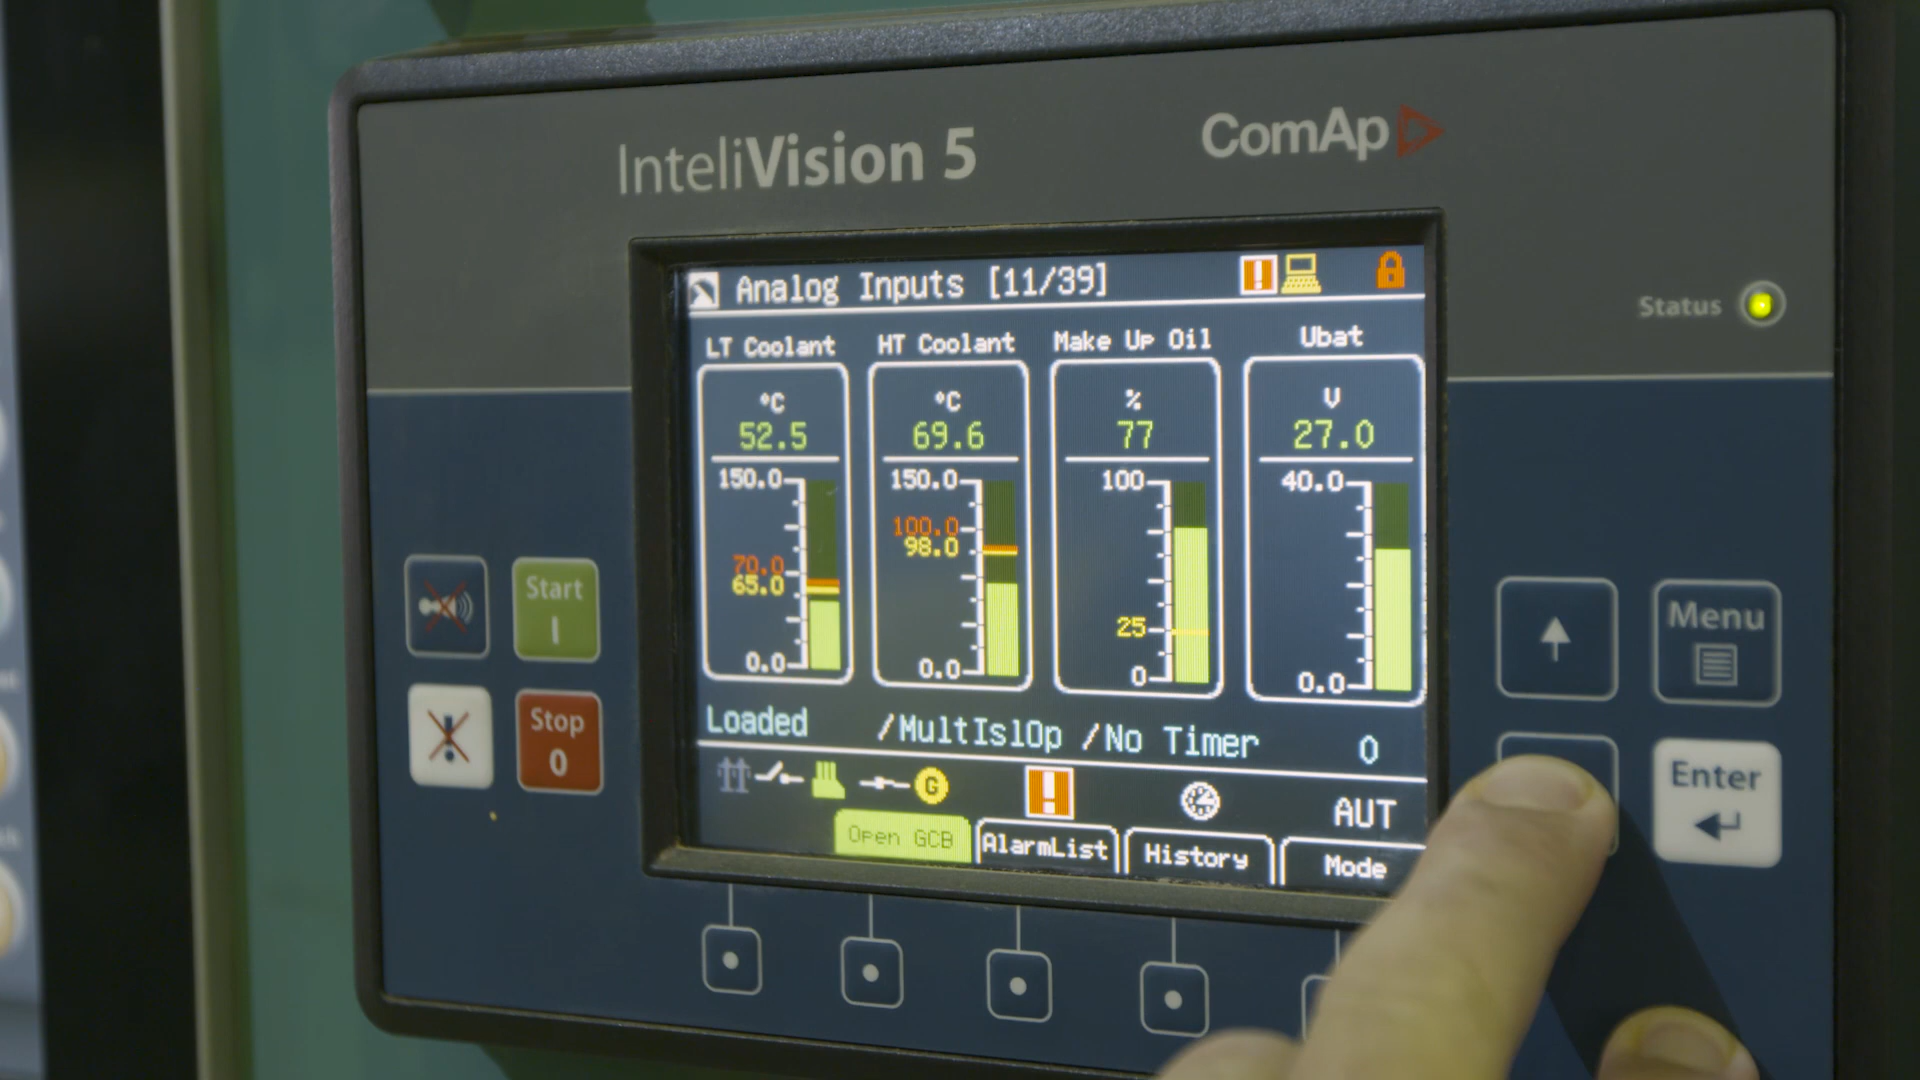 InteliVision 5
ComAp
Status
Analog Inputs [11/39]
LT Coolant
°C
52.5
150.0
70.0
65.0
0.0
HT Coolant
°C
69.6
150.0
100.0
98.0
0.0
Make Up Oil
%
77
100
25
0
Ubat
V
27.0
40.0
0.0
Loaded /MultIslOp /No Timer 0
G
AUT
Open GCB
AlarmList
History
Mode
Start
I
Stop
0
Menu
Enter